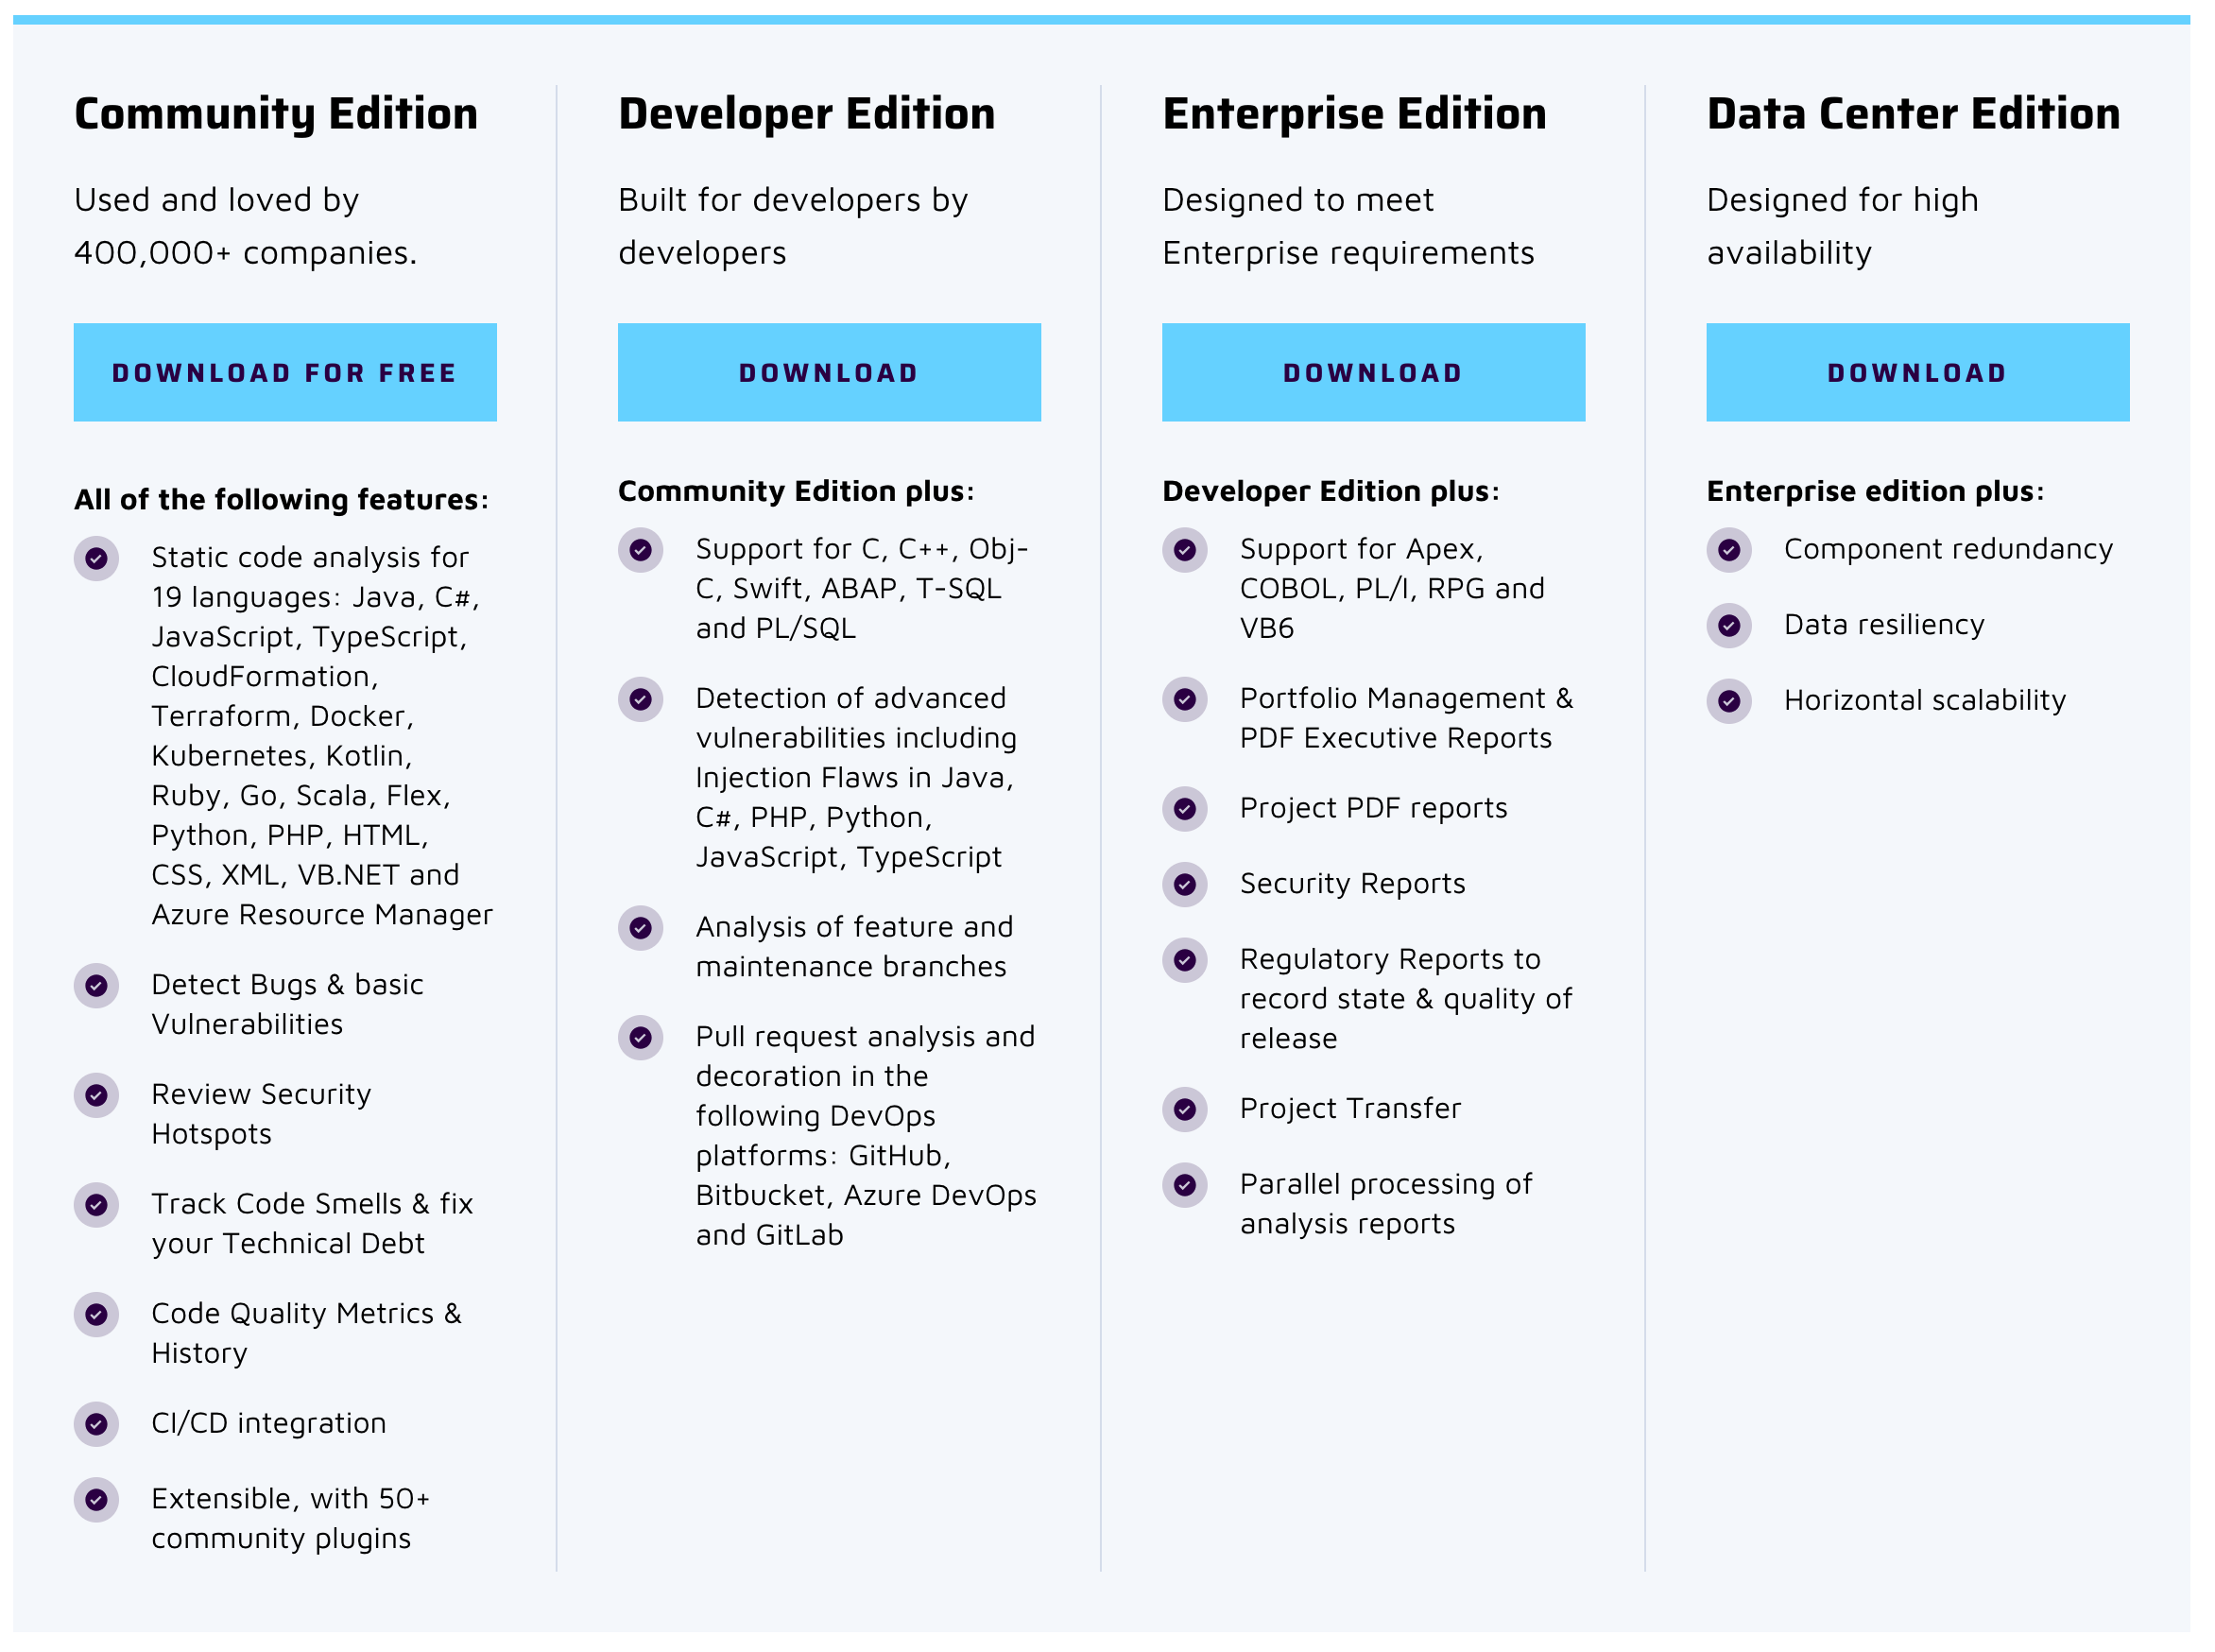 Community Edition
Used and loved by
400,000+ companies.
DOWNLOAD FOR FREE
All of the following features:
Static code analysis for
19 languages: Java, C#,
JavaScript, TypeScript,
CloudFormation,
Terraform, Docker,
Kubernetes, Kotlin,
Ruby, Go, Scala, Flex,
Python, PHP, HTML,
CSS, XML, VB.NET and
Azure Resource Manager
Detect Bugs & basic
Vulnerabilities
Review Security
Hotspots
Track Code Smells & fix
your Technical Debt
Code Quality Metrics &
History
CI/CD integration
Extensible, with 50+
community plugins
Developer Edition
Built for developers by
developers
DOWNLOAD
Community Edition plus:
Support for C, C++, Obj-
C, Swift, ABAP, T-SQL
and PL/SQL
Detection of advanced
vulnerabilities including
Injection Flaws in Java,
C#, PHP, Python,
JavaScript, TypeScript
Analysis of feature and
maintenance branches
Pull request analysis and
decoration in the
following DevOps
platforms: GitHub,
Bitbucket, Azure DevOps
and GitLab
Enterprise Edition
Designed to meet
Enterprise requirements
DOWNLOAD
Developer Edition plus:
Support for Apex,
COBOL, PL/I, RPG and
VB6
Portfolio Management &
PDF Executive Reports
Project PDF reports
Security Reports
Regulatory Reports to
record state & quality of
release
Project Transfer
Parallel processing of
analysis reports
Data Center Edition
Designed for high
availability
DOWNLOAD
Enterprise edition plus:
Component redundancy
Data resiliency
Horizontal scalability